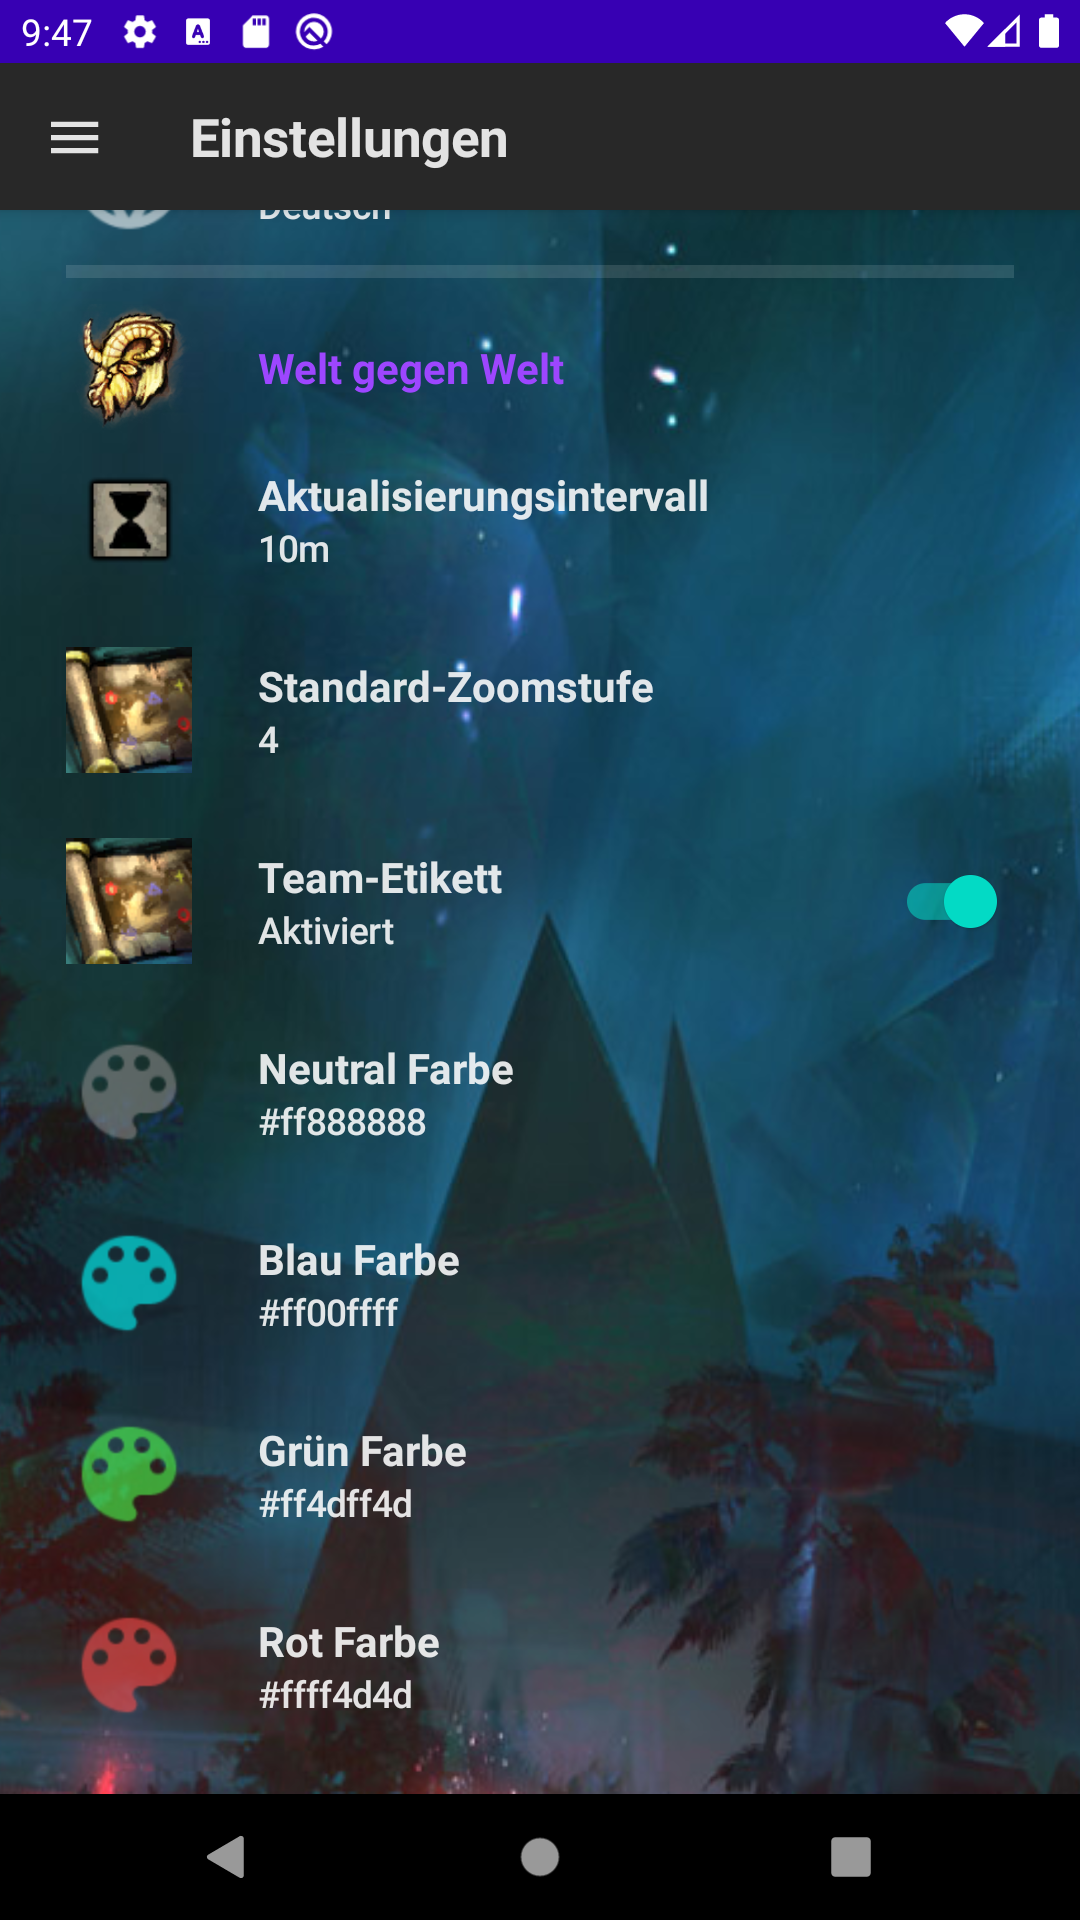 9:47
Einstellungen
Deutsch
Welt gegen Welt
Aktualisierungsintervall
10m
Standard-Zoomstufe
4
Team-Etikett
Aktiviert
Neutral Farbe
#ff888888
Blau Farbe
#ff00ffff
Grün Farbe
#ff4dff4d
Rot Farbe
#ffff4d4d